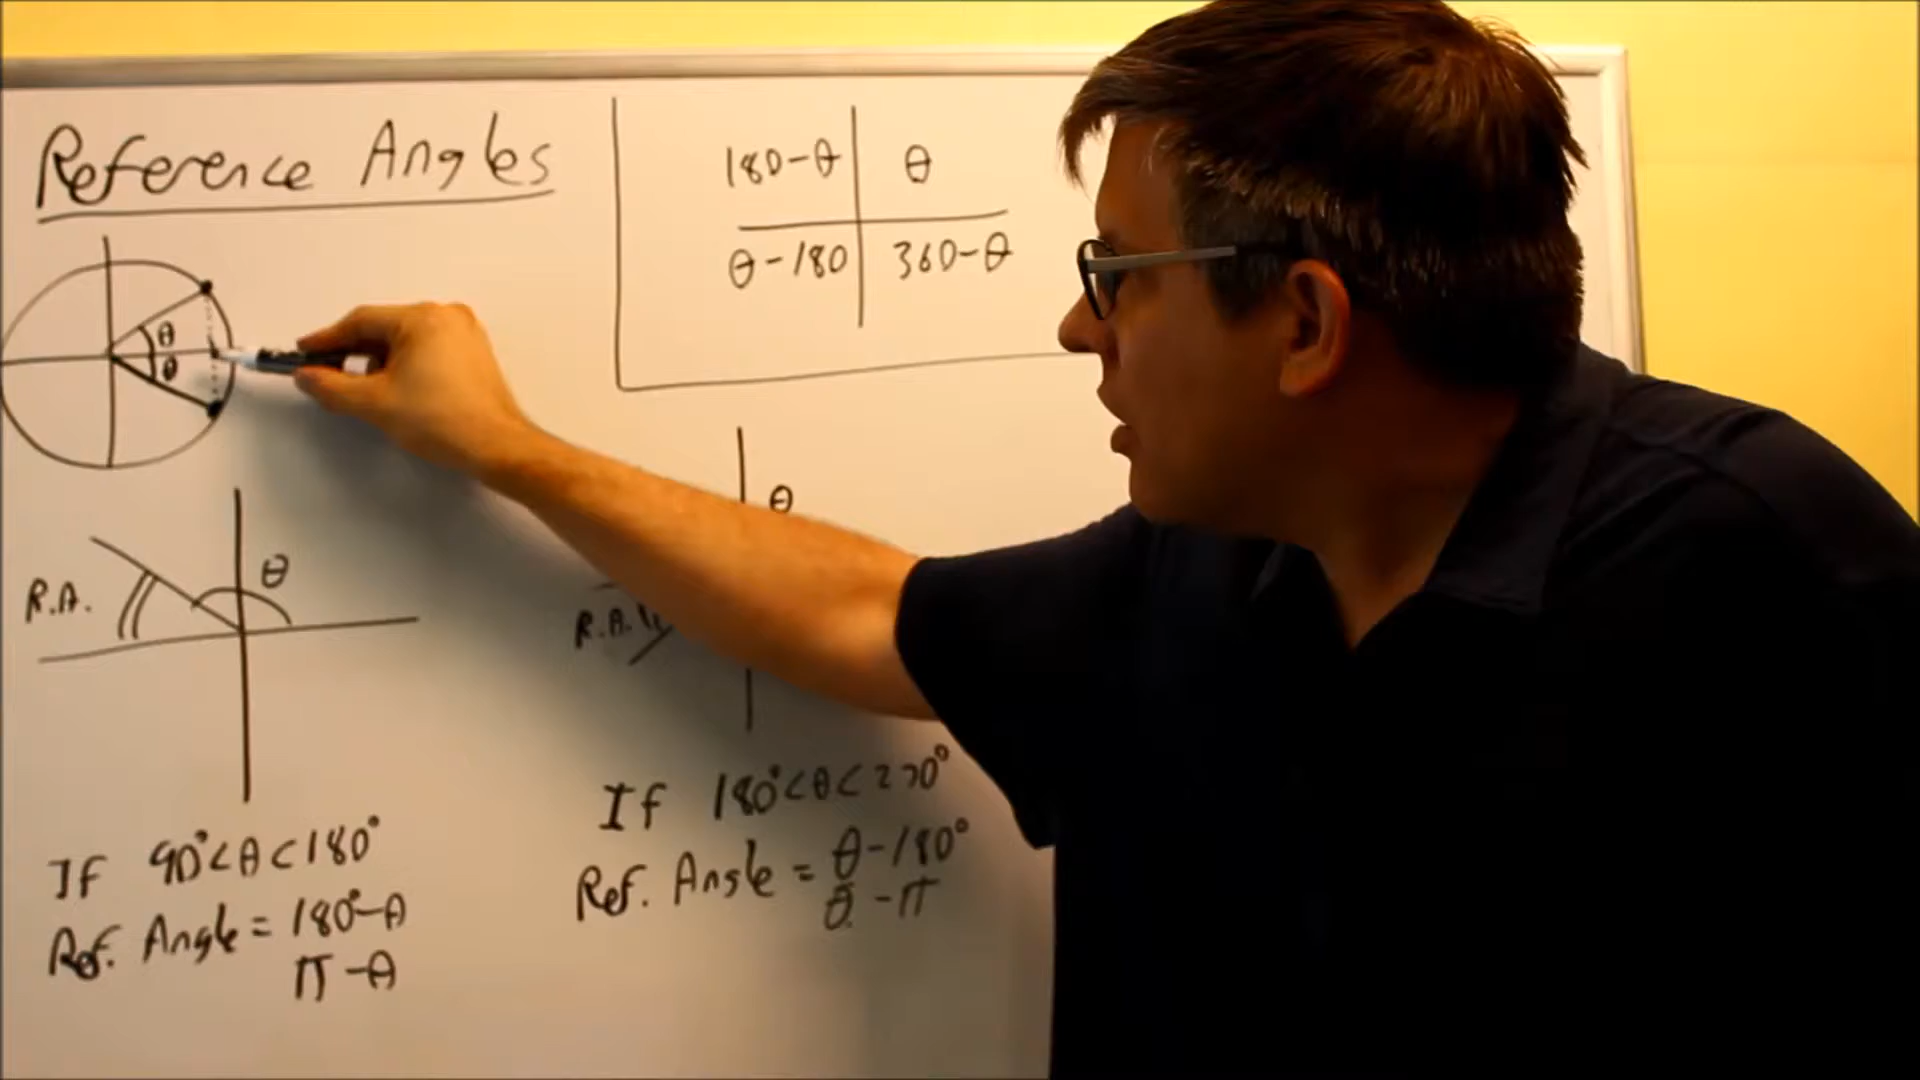 Reference Angles
180-θ θ
θ-180 360-θ
θ
θ
θ
R.A.
θ
R.A.
If 90°<θ<180°
Ref. Angle = 180°-θ
π-θ
θ
If 180°<θ<270°
Ref. Angle = θ-180°
θ-π